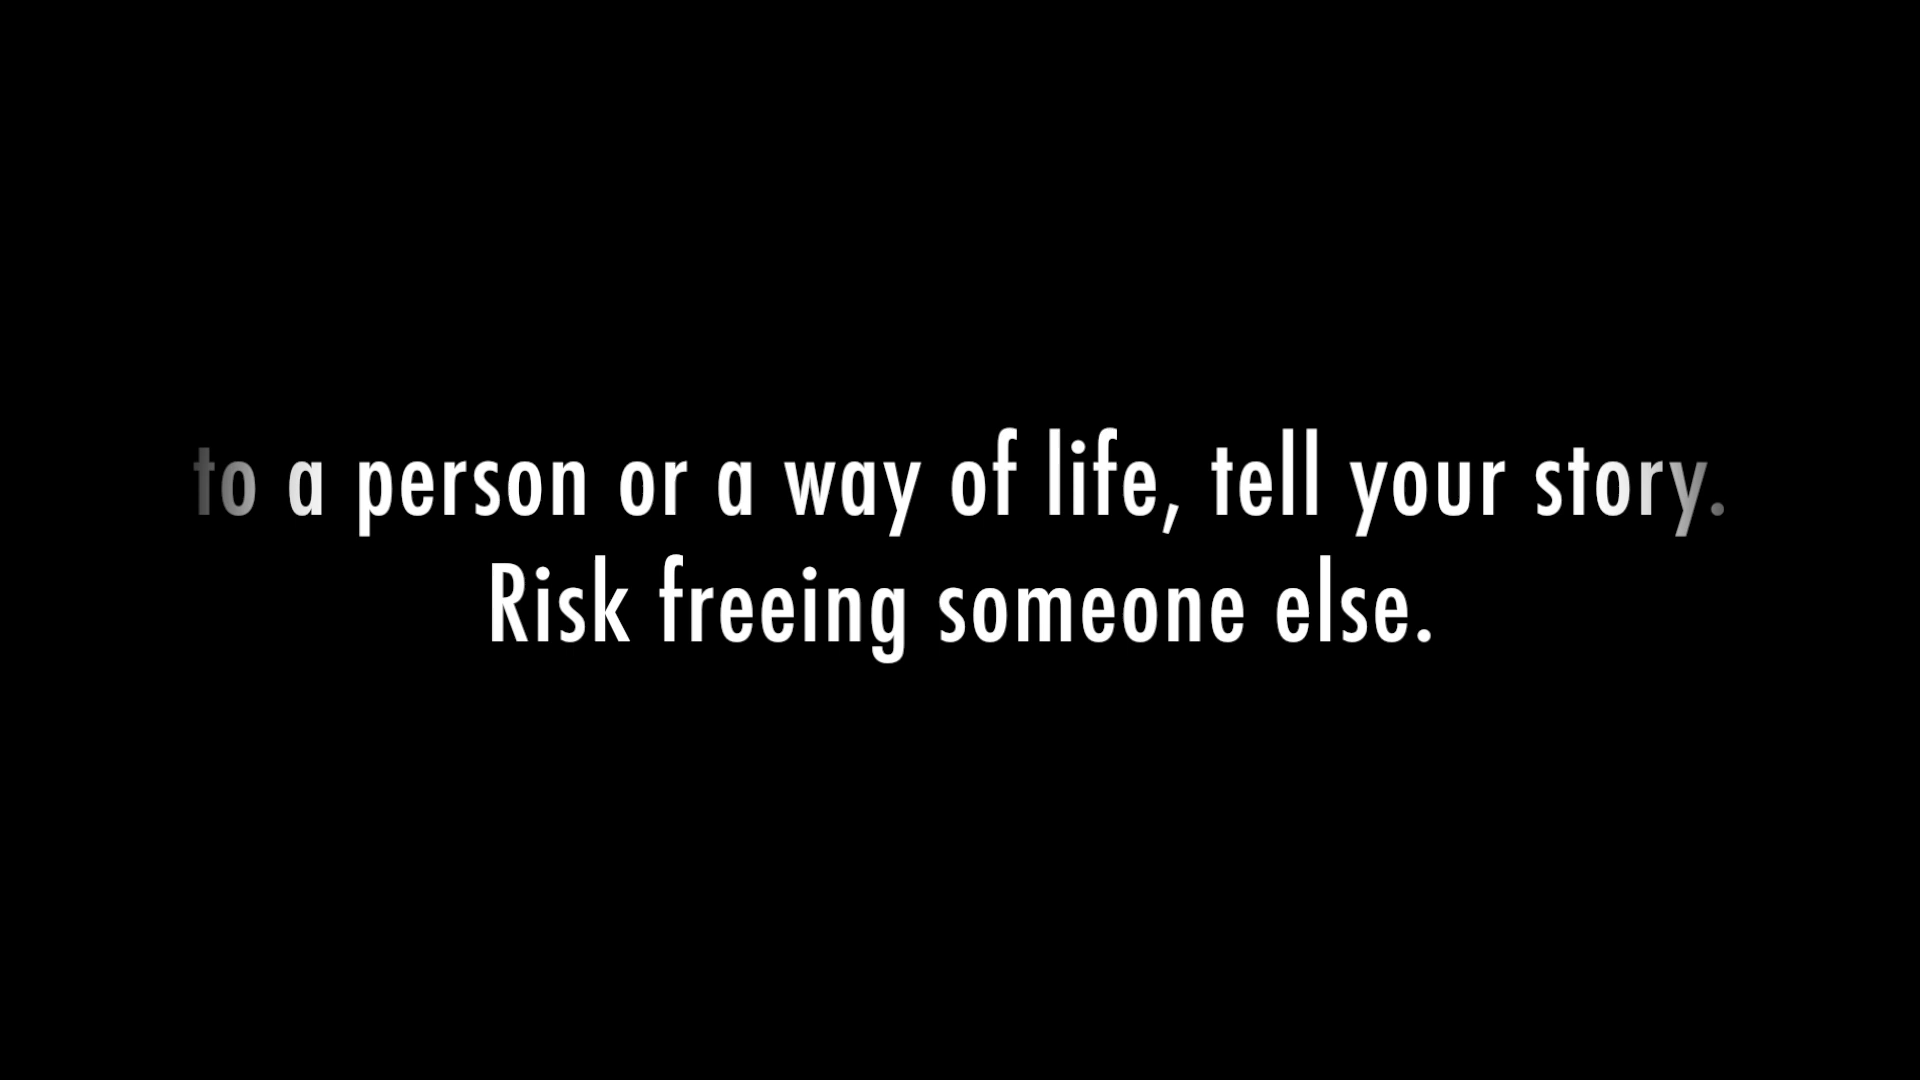 to a person or a way of life, tell your story.
Risk freeing someone else.